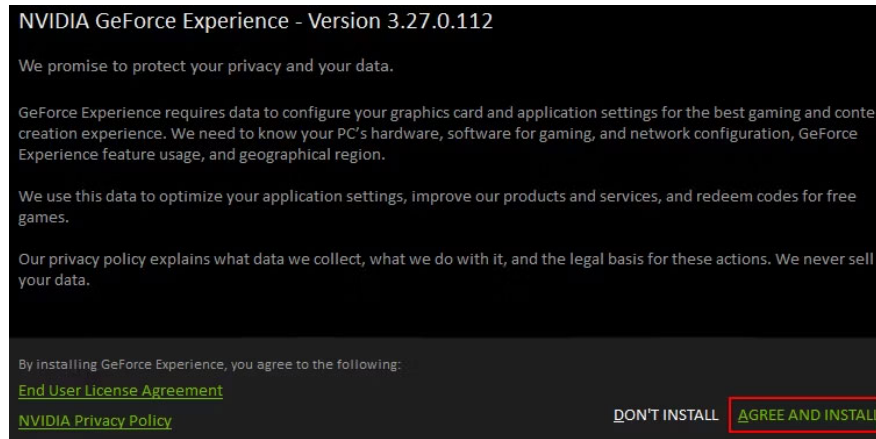 NVIDIA GeForce Experience - Version 3.27.0.112
We promise to protect your privacy and your data.
GeForce Experience requires data to configure your graphics card and application settings for the best gaming and conte
creation experience. We need to know your PC's hardware, software for gaming, and network configuration, GeForce
Experience feature usage, and geographical region.
We use this data to optimize your application settings, improve our products and services, and redeem codes for free
games.
Our privacy policy explains what data we collect, what we do with it, and the legal basis for these actions. We never sell
your data.
By installing GeForce Experience, you agree to the following:
End User License Agreement
NVIDIA Privacy Policy
DON'T INSTALL AGREE AND INSTALL